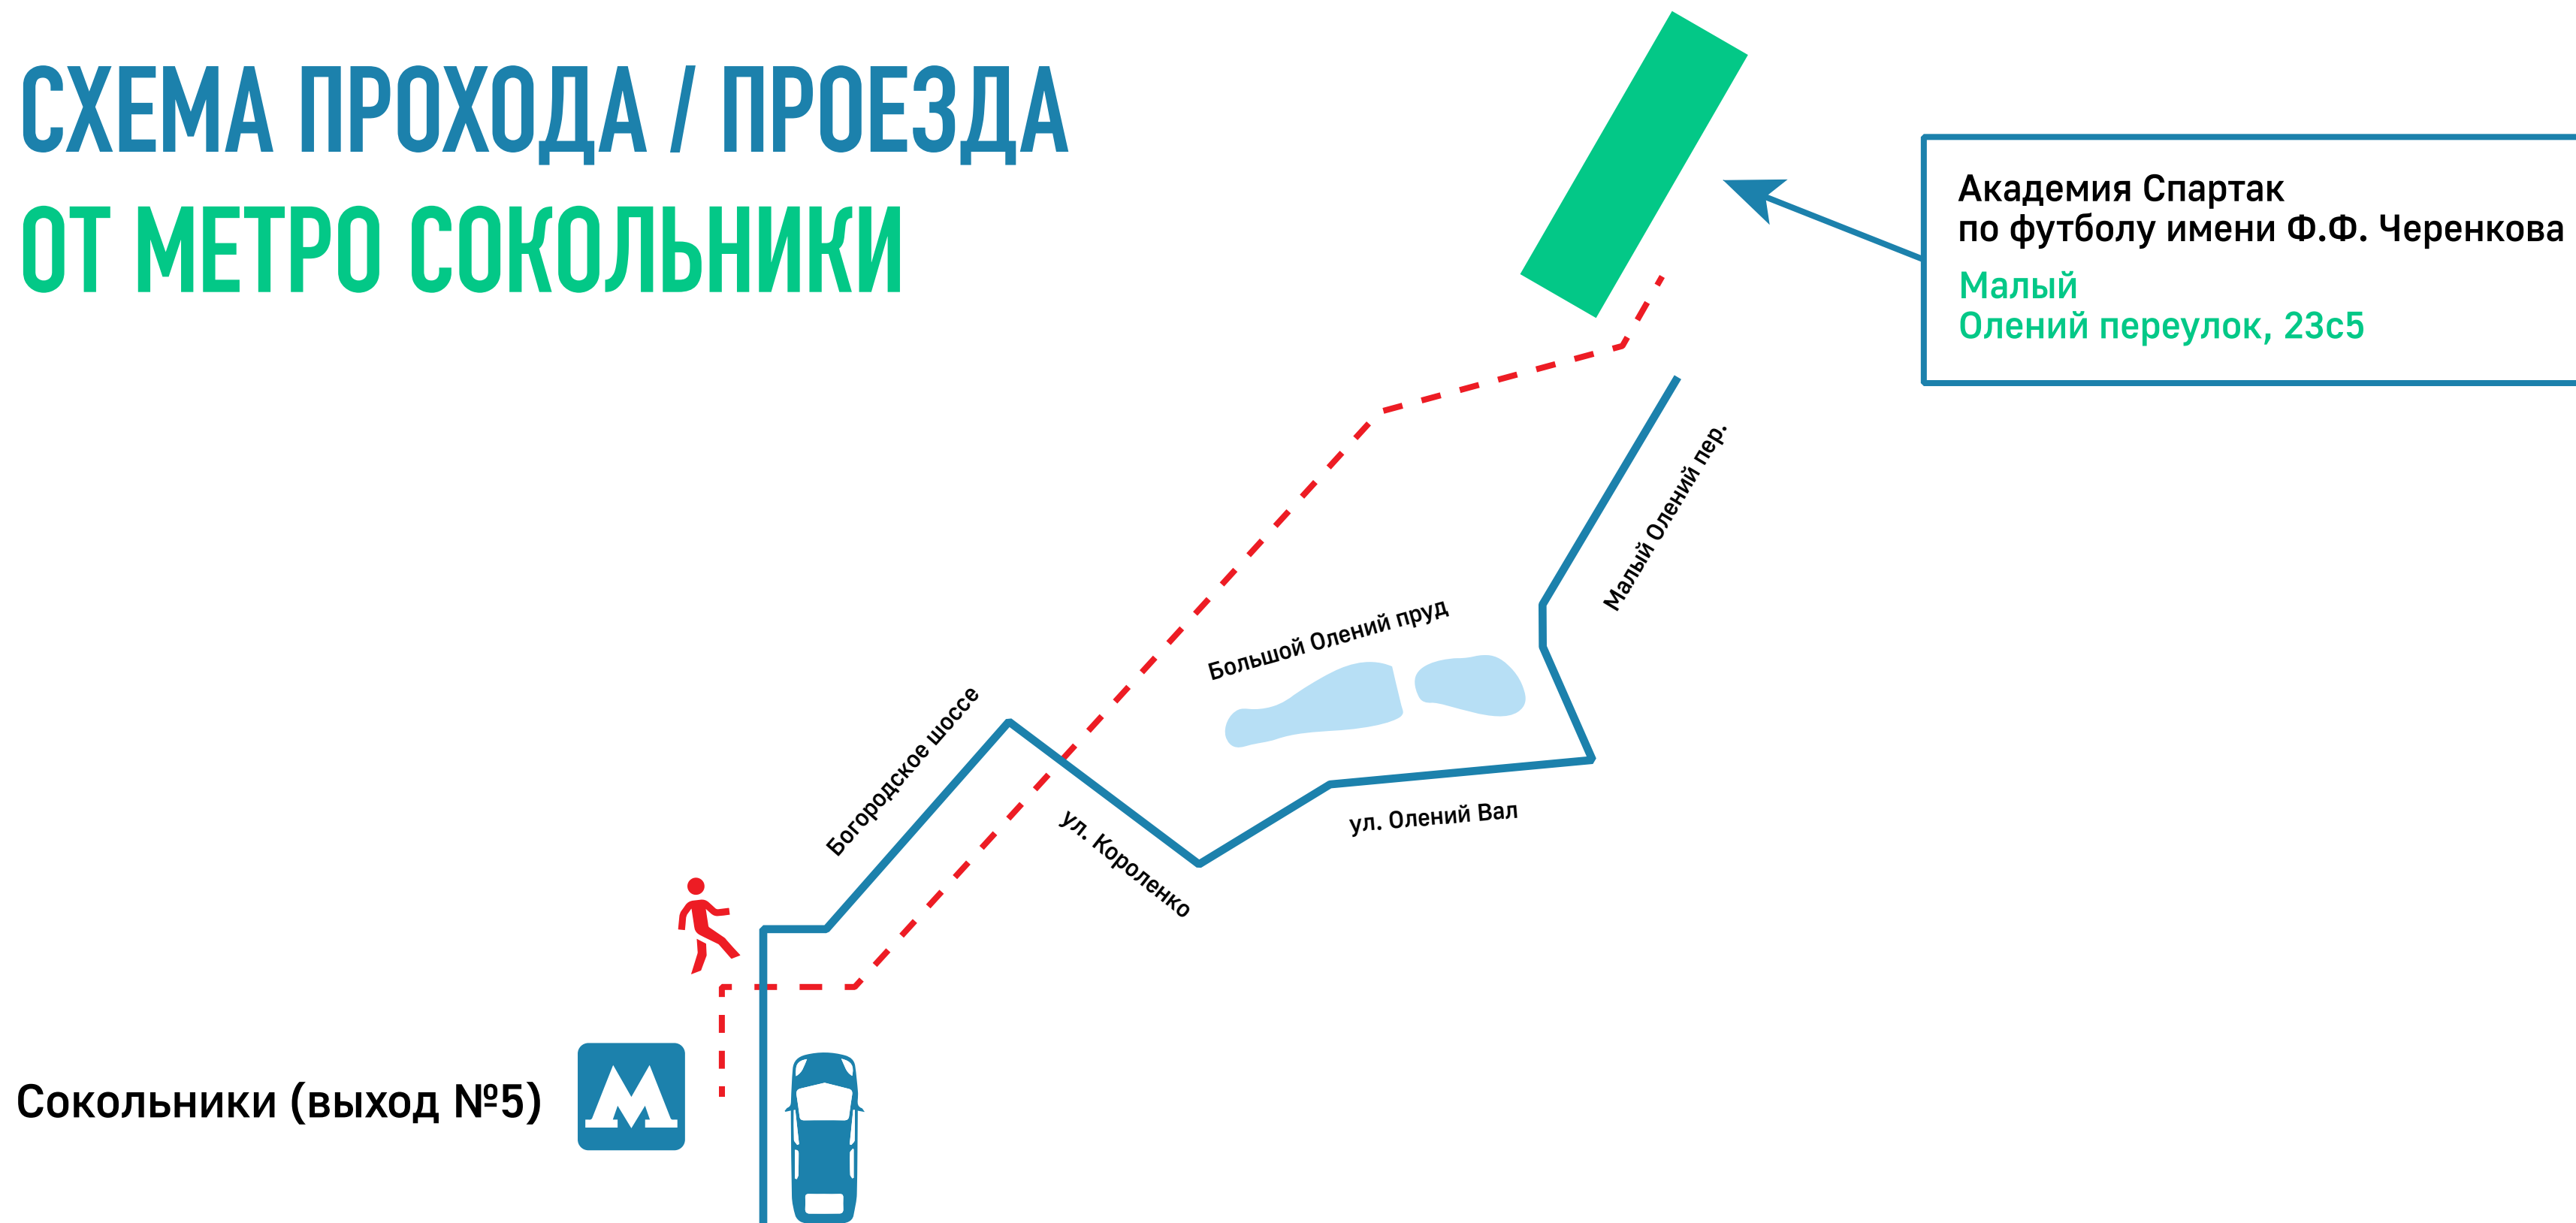 СХЕМА ПРОХОДА / ПРОЕЗДА
ОТ МЕТРО СОКОЛЬНИКИ
Академия Спартак
по футболу имени Ф.Ф. Черенкова
Малый
Олений переулок, 23с5
Малый Олений пер.
Большой Олений пруд
Богородское шоссе
ул. Олений Вал
ул. Короленко
Сокольники (выход №5)
М